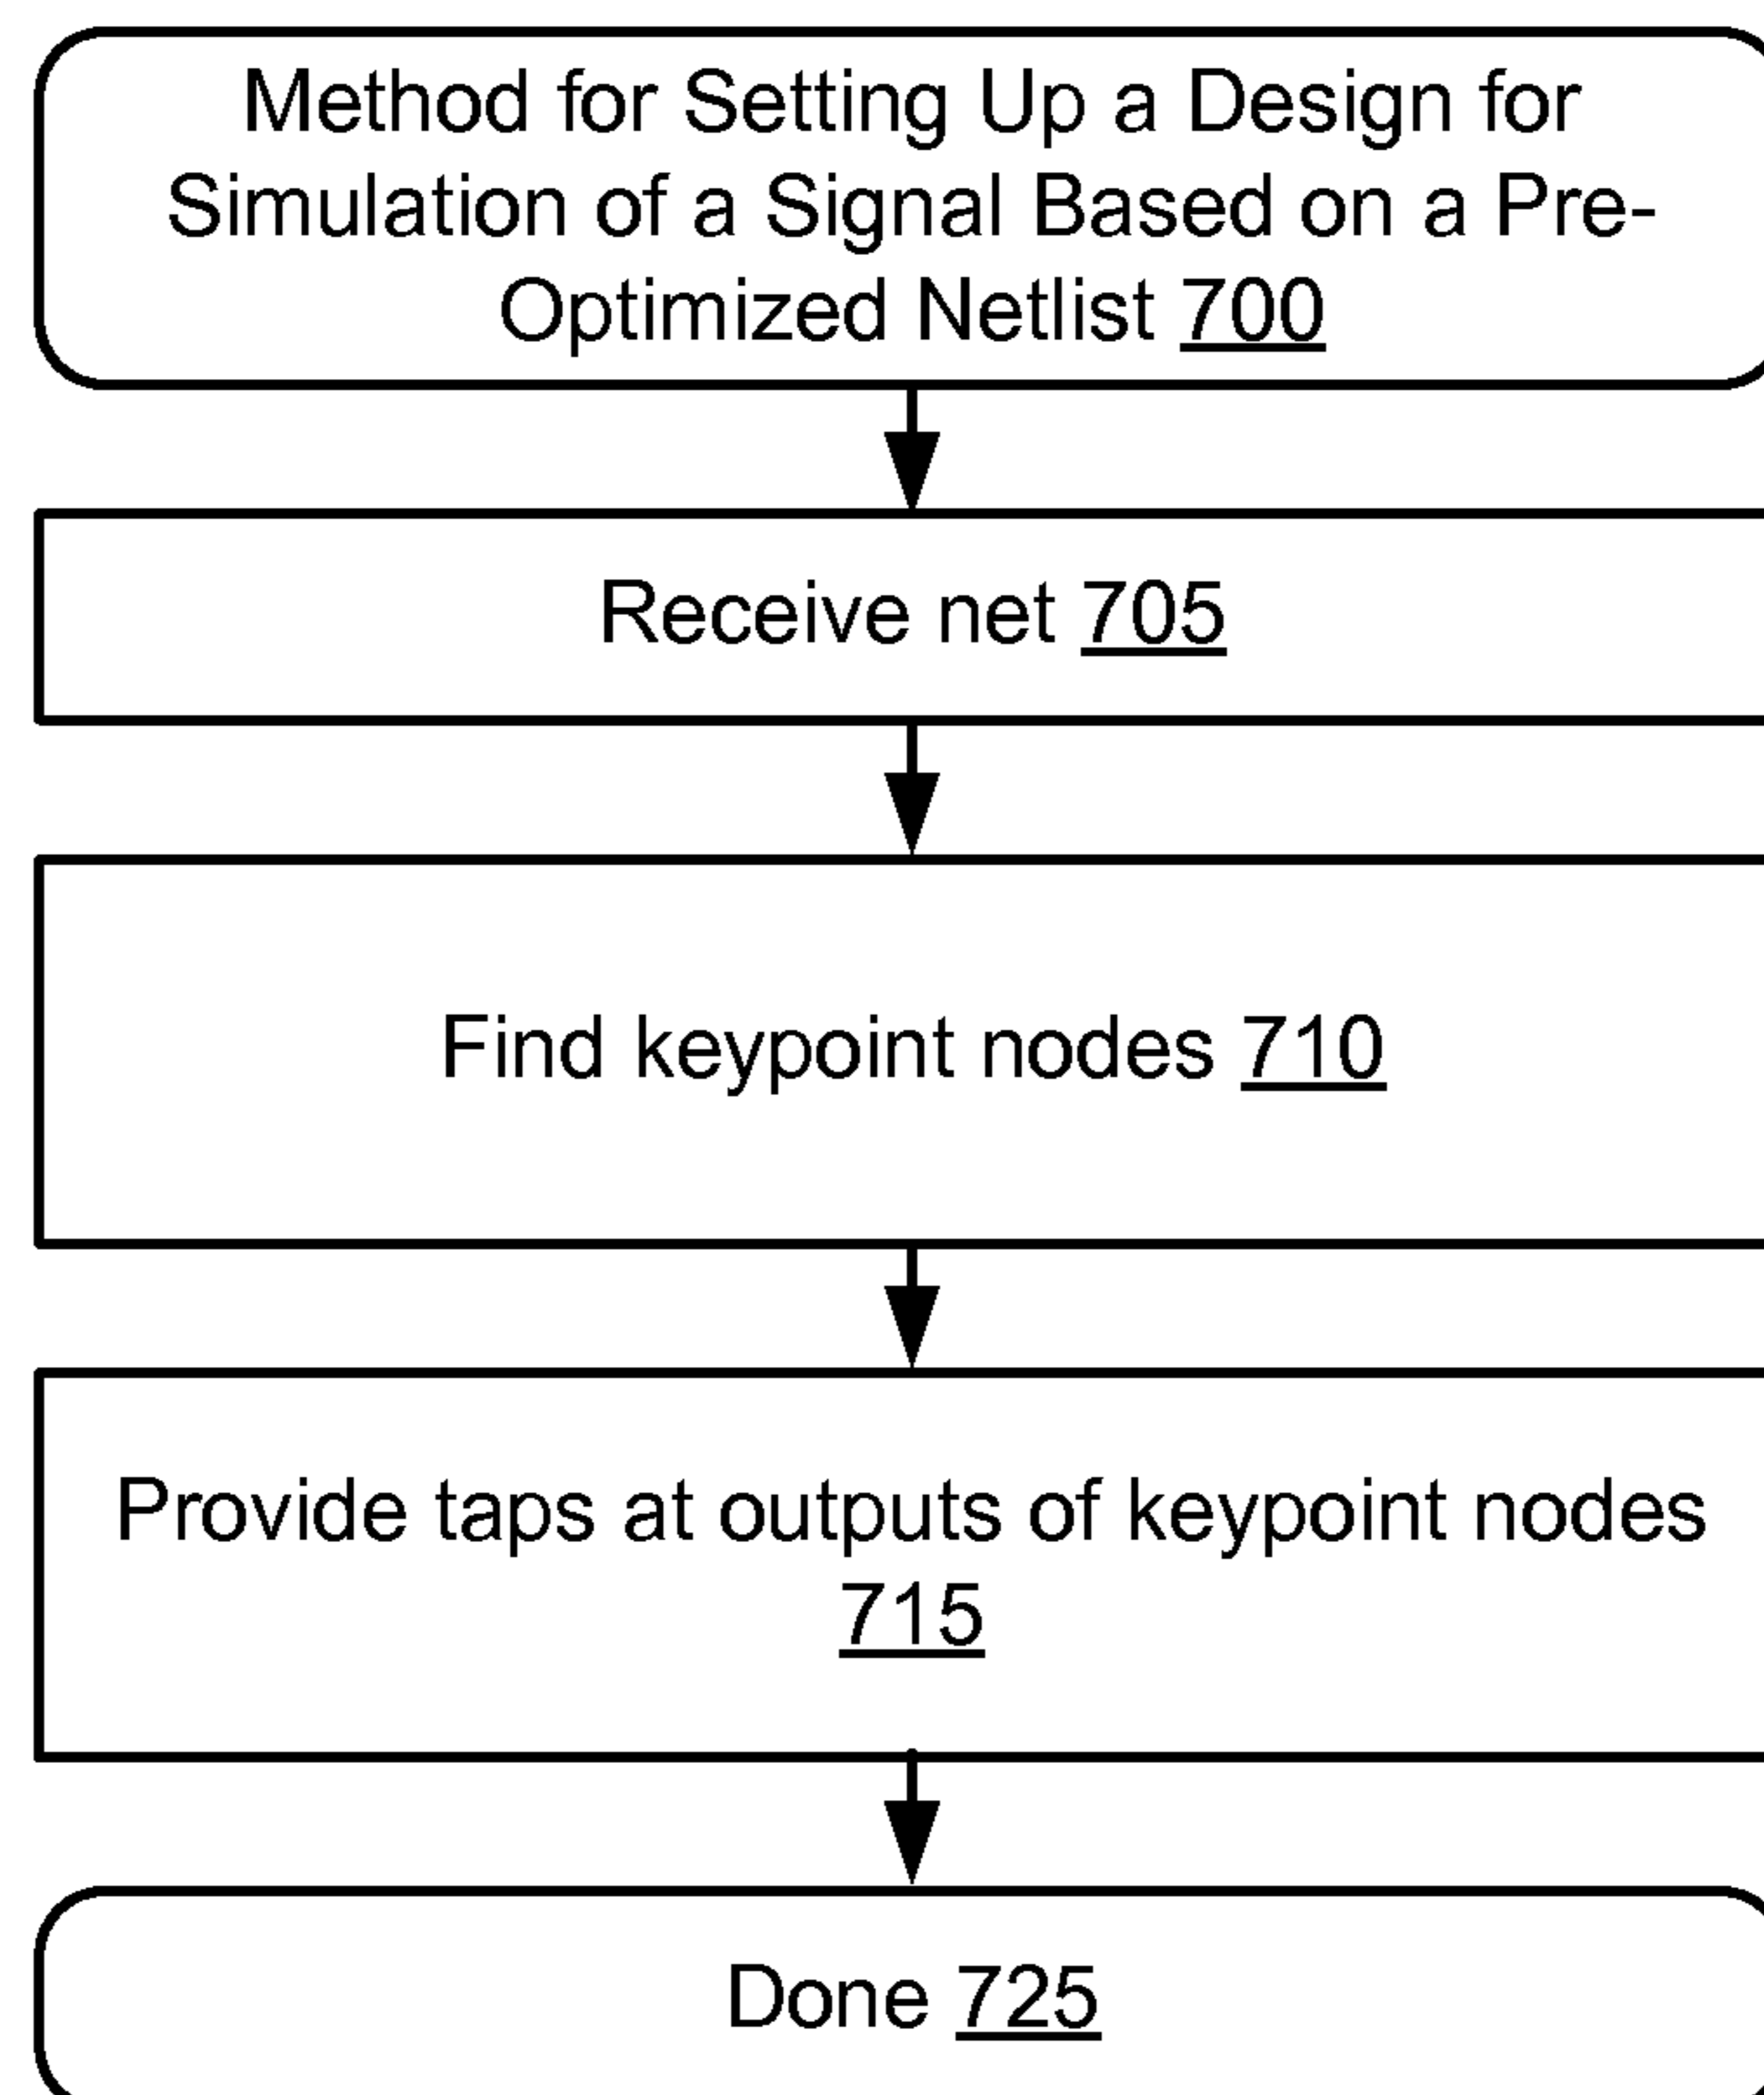 Method for Setting Up a Design for
Simulation of a Signal Based on a Pre-
Optimized Netlist 700
Receive net 705
Find keypoint nodes 710
Provide taps at outputs of keypoint nodes
715
Done 725